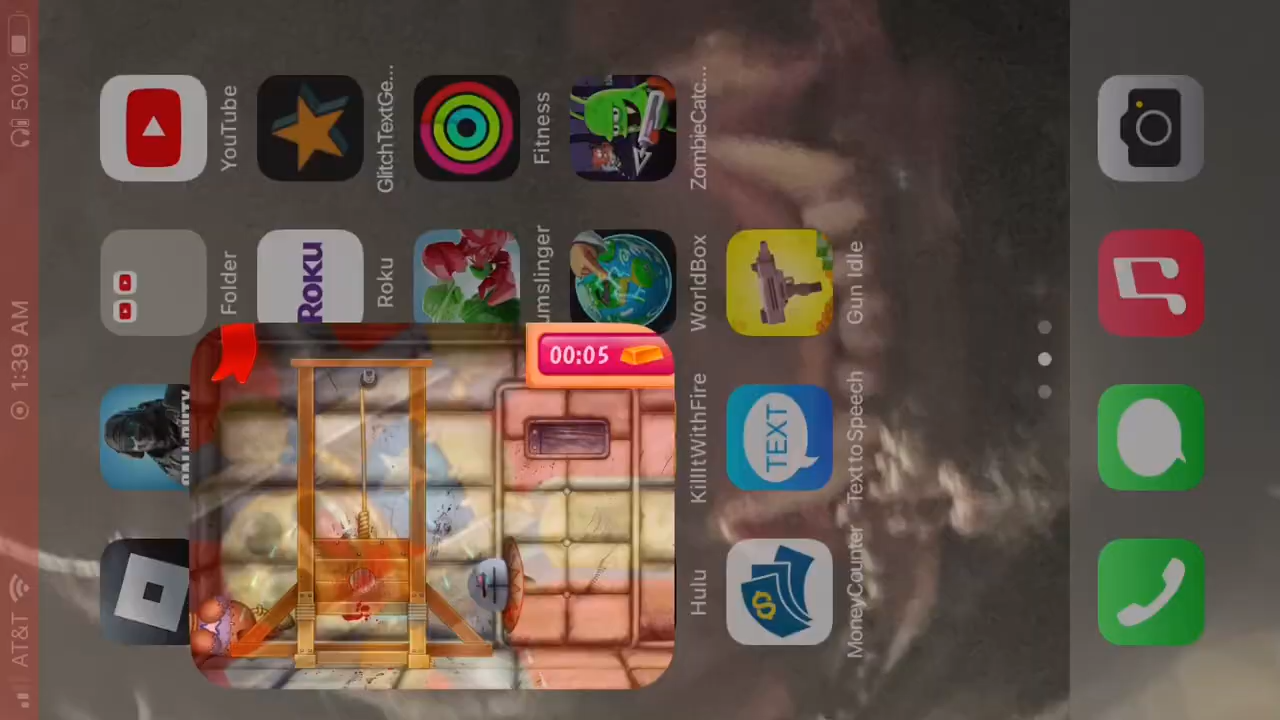 AT&T
1:39 AM
50%
YouTube
GlitchTextGe...
Fitness
ZombieCatc...
Folder
Roku
Roku
umslinger
WorldBox
Gun Idle
KillItWithFire
TEXT
Text to Speech
Hulu
MoneyCounter
00:05